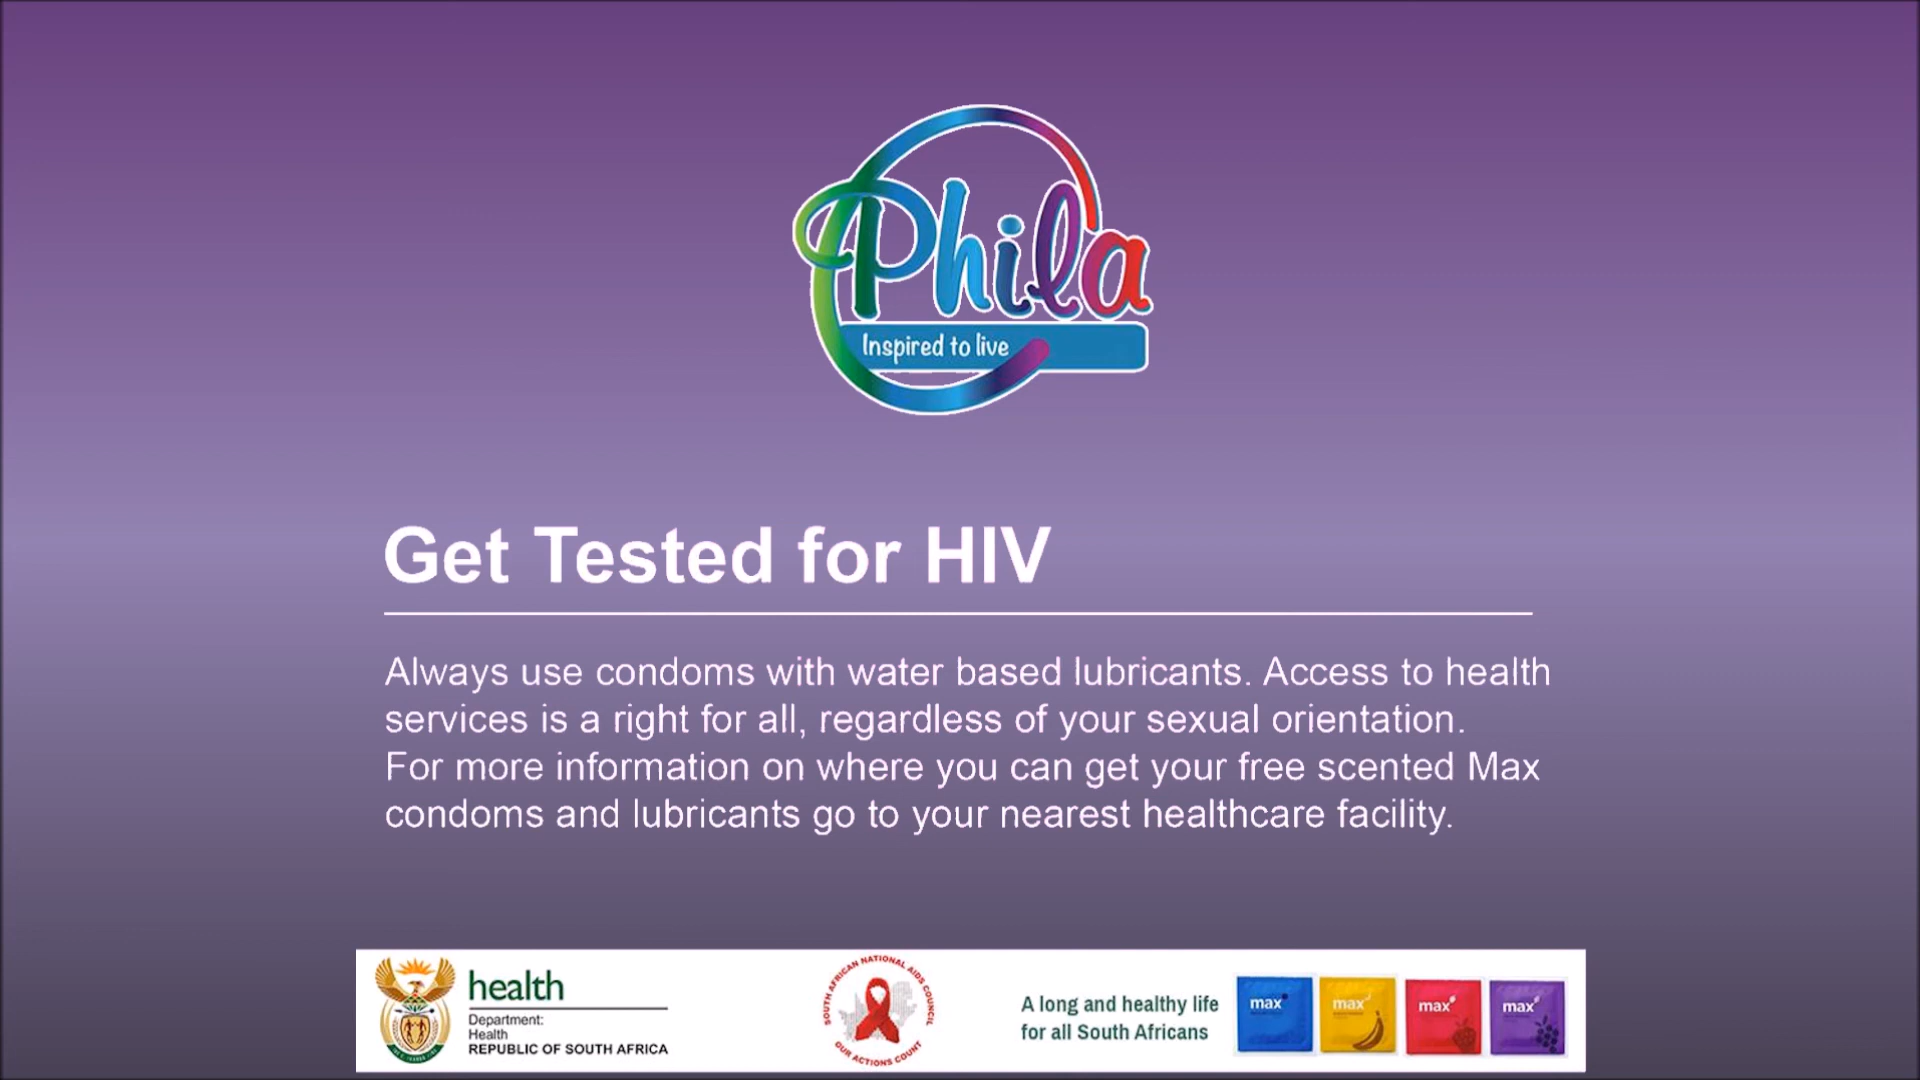 Phila
Inspired to live
Get Tested for HIV
Always use condoms with water based lubricants. Access to health
services is a right for all, regardless of your sexual orientation.
For more information on where you can get your free scented Max
condoms and lubricants go to your nearest healthcare facility.
health
Department:
Health
REPUBLIC OF SOUTH AFRICA
SOUTH AFRICAN NATIONAL AIDS COUNCIL
OUR ACTIONS COUNT
A long and healthy life
for all South Africans
max
max
max
max